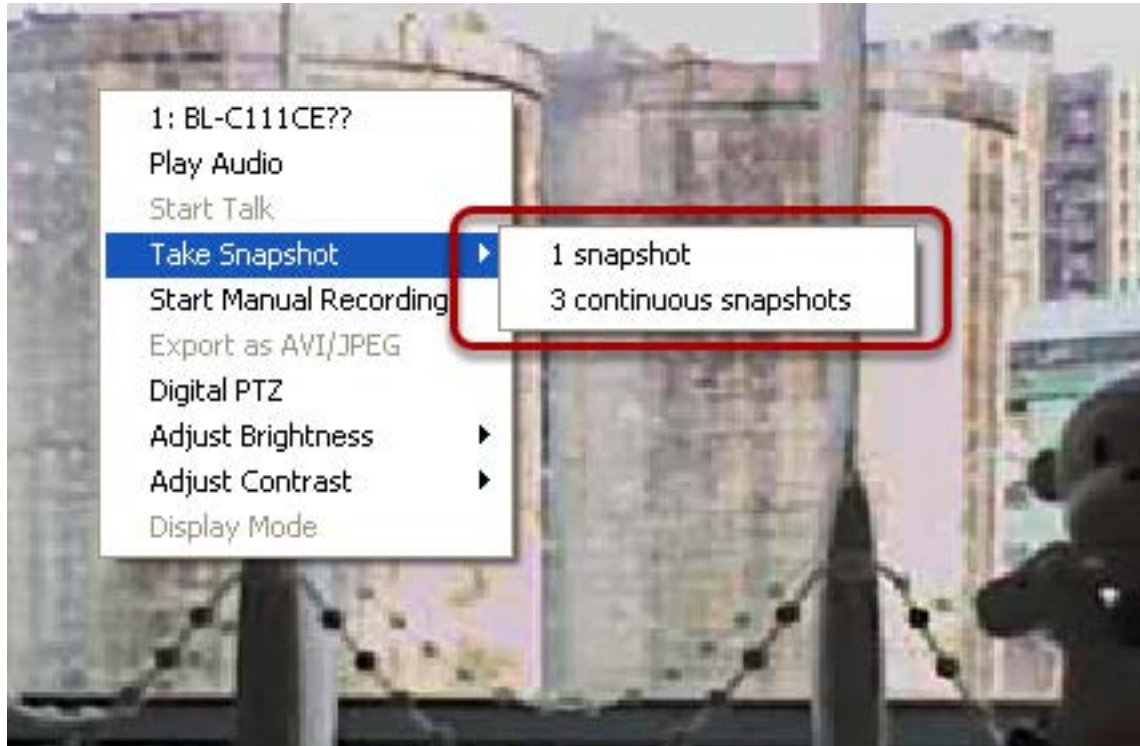 1: BL-C111CE??
Play Audio
Start Talk
Take Snapshot
1 snapshot
3 continuous snapshots
Start Manual Recording
Export as AVI/JPEG
Digital PTZ
Adjust Brightness
Adjust Contrast
Display Mode